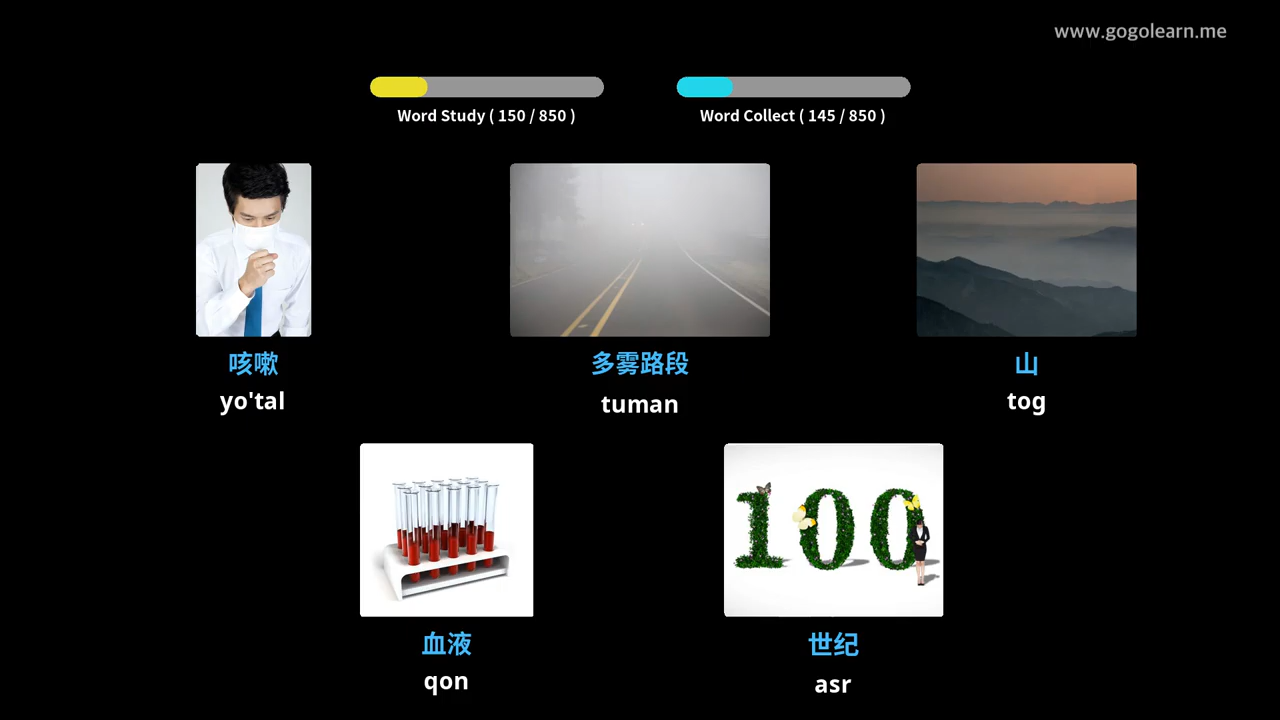 www.gogolearn.me
Word Study ( 150 / 850 )
Word Collect ( 145 / 850 )
咳嗽
yo'tal
多雾路段
tuman
山
tog
血液
qon
100
世纪
asr